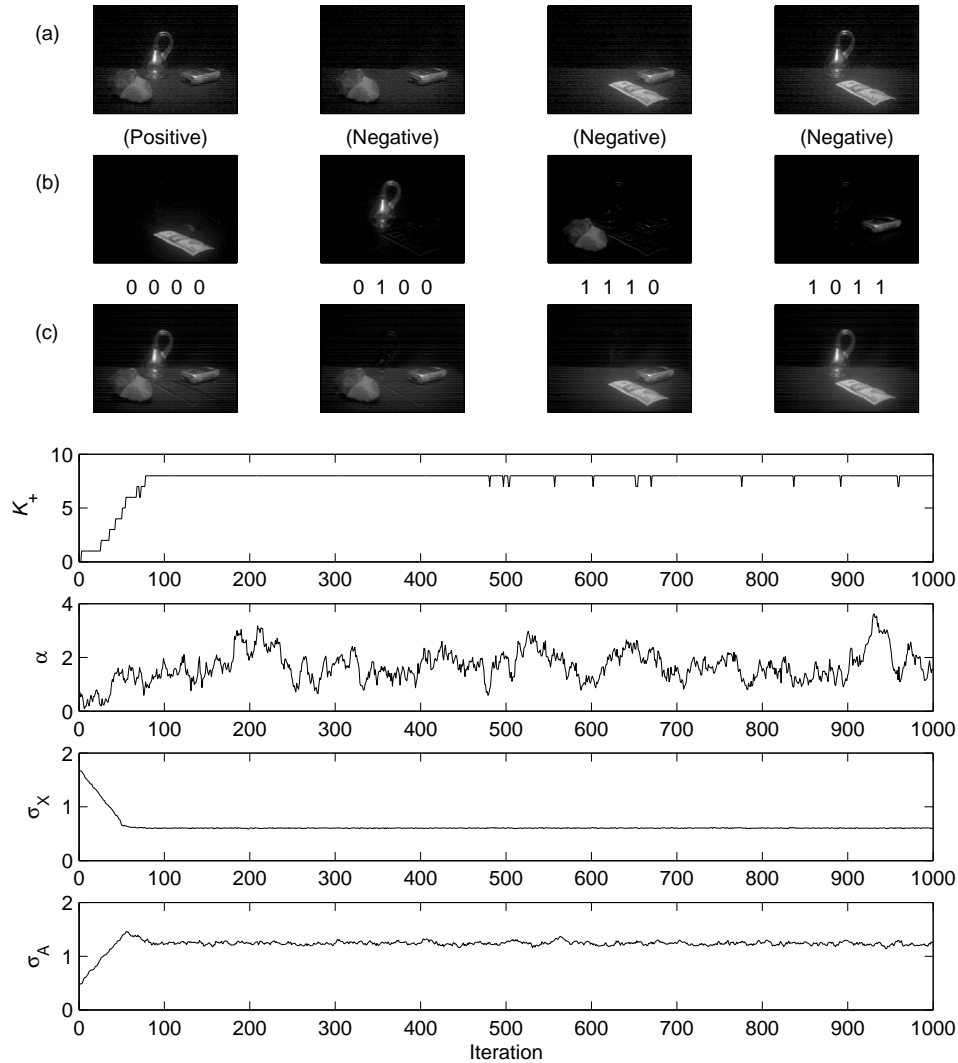 (a)
(Positive) (Negative) (Negative) (Negative)
(b)
0 0 0 0 0 1 0 0 1 1 1 0 1 0 1 1
(c)
10
5
0
K+
0 100 200 300 400 500 600 700 800 900 1000
4
2
0
α
0 100 200 300 400 500 600 700 800 900 1000
2
1
0
σX
0 100 200 300 400 500 600 700 800 900 1000
2
1
0
σA
0 100 200 300 400 500 600 700 800 900 1000
Iteration